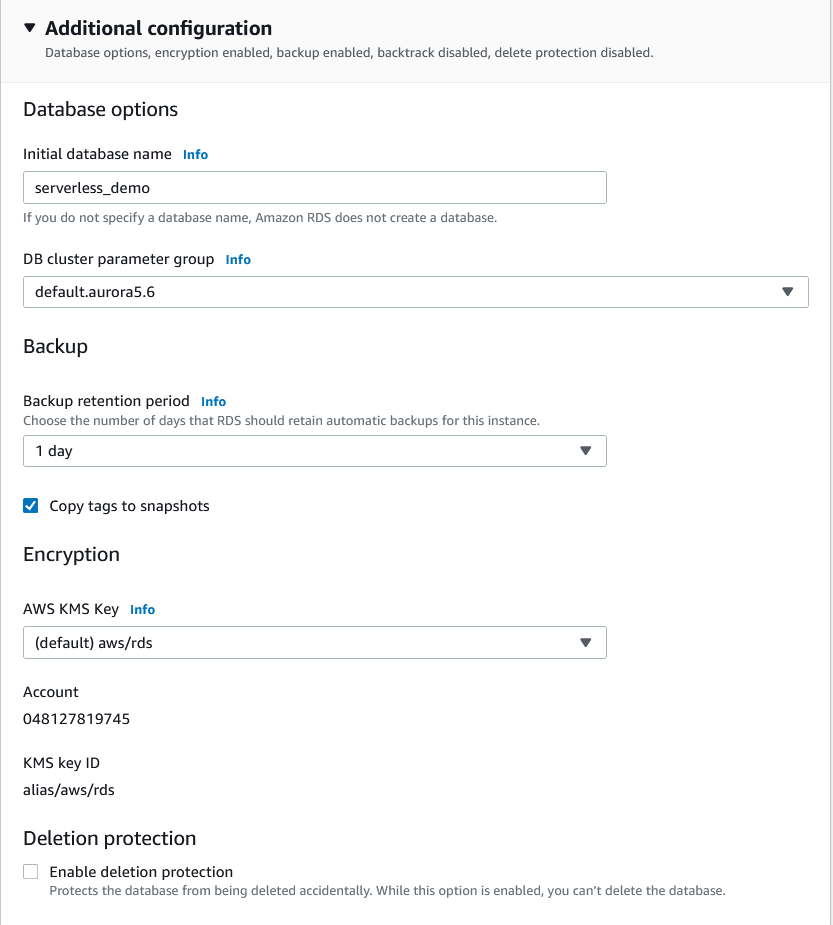 Additional configuration
Database options, encryption enabled, backup enabled, backtrack disabled, delete protection disabled.
Database options
Initial database name Info
serverless_demo
If you do not specify a database name, Amazon RDS does not create a database.
DB cluster parameter group Info
default.aurora5.6
Backup
Backup retention period Info
Choose the number of days that RDS should retain automatic backups for this instance.
1 day
Copy tags to snapshots
Encryption
AWS KMS Key Info
(default) aws/rds
Account
048127819745
KMS key ID
alias/aws/rds
Deletion protection
Enable deletion protection
Protects the database from being deleted accidentally. While this option is enabled, you can’t delete the database.